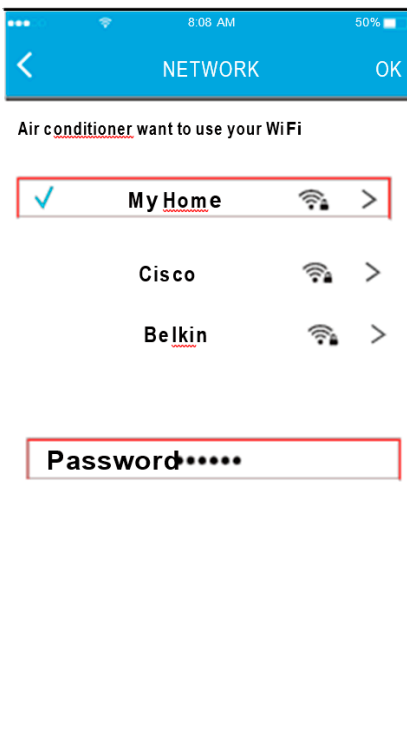 8:08 AM 50%
NETWORK OK
Air conditioner want to use your WiFi
My Home
Cisco
Belkin
Password••••••